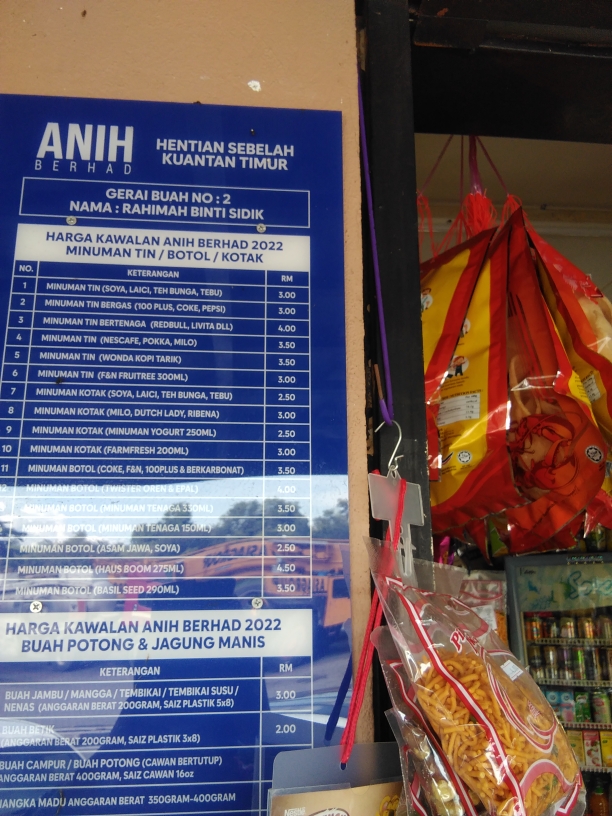 ANIH
BERHAD
HENTIAN SEBELAH
KUANTAN TIMUR
GERAI BUAH NO : 2
NAMA : RAHIMAH BINTI SIDIK
HARGA KAWALAN ANIH BERHAD 2022
MINUMAN TIN / BOTOL / KOTAK
NO. KETERANGAN RM
1 MINUMAN TIN (SOYA, LAICI, TEH BUNGA, TEBU) 3.00
2 MINUMAN TIN BERGAS (100 PLUS, COKE, PEPSI) 3.00
3 MINUMAN TIN BERTENAGA (REDBULL, LIVITA DLL) 4.00
4 MINUMAN TIN (NESCAFE, POKKA, MILO) 3.50
5 MINUMAN TIN (WONDA KOPI TARIK) 3.50
6 MINUMAN TIN (F&N FRUITREE 300ML) 3.00
7 MINUMAN KOTAK (SOYA, LAICI, TEH BUNGA, TEBU) 2.50
8 MINUMAN KOTAK (MILO, DUTCH LADY, RIBENA) 3.00
9 MINUMAN KOTAK (MINUMAN YOGURT 250ML) 2.50
10 MINUMAN KOTAK (FARMFRESH 200ML) 3.00
11 MINUMAN BOTOL (COKE, F&N, 100PLUS & BERKARBONAT) 3.50
MINUMAN BOTOL (TWISTER OREN & EPAL) 4.00
MINUMAN BOTOL (MINUMAN TENAGA 330ML) 3.50
MINUMAN BOTOL (MINUMAN TENAGA 150ML) 3.00
MINUMAN BOTOL (ASAM JAWA, SOYA) 2.50
MINUMAN BOTOL (HAUS BOOM 275ML) 4.50
MINUMAN BOTOL (BASIL SEED 290ML) 3.50
HARGA KAWALAN ANIH BERHAD 2022
BUAH POTONG & JAGUNG MANIS
KETERANGAN RM
BUAH JAMBU / MANGGA / TEMBIKAI / TEMBIKAI SUSU /
NENAS (ANGGARAN BERAT 200GRAM, SAIZ PLASTIK 5x8) 3.00
BUAH BETIK
(ANGGARAN BERAT 200GRAM, SAIZ PLASTIK 3x8) 2.00
BUAH CAMPUR / BUAH POTONG (CAWAN BERTUTUP)
ANGGARAN BERAT 400GRAM, SAIZ CAWAN 16oz
NANGKA MADU ANGGARAN BERAT 350GRAM-400GRAM